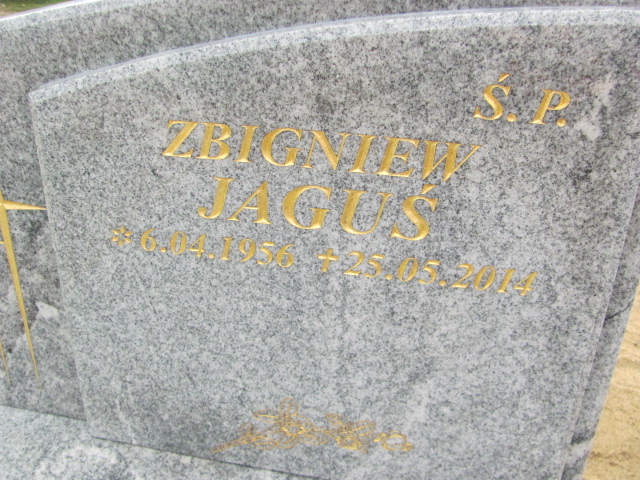 Ś. P.
ZBIGNIEW
JAGUŚ
* 6.04.1956 ✝ 25.05.2014